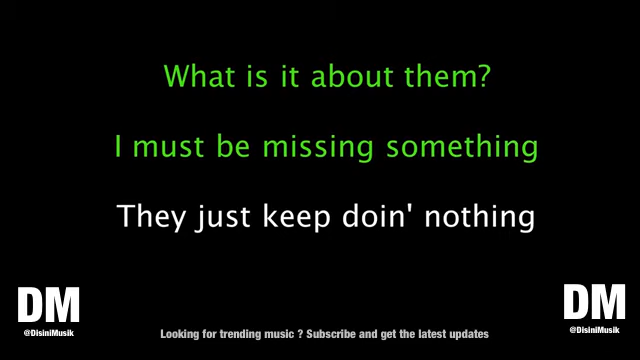 What is it about them?
I must be missing something
They just keep doin' nothing
DM
@DisiniMusik
DM
@DisiniMusik
Looking for trending music ? Subscribe and get the latest updates